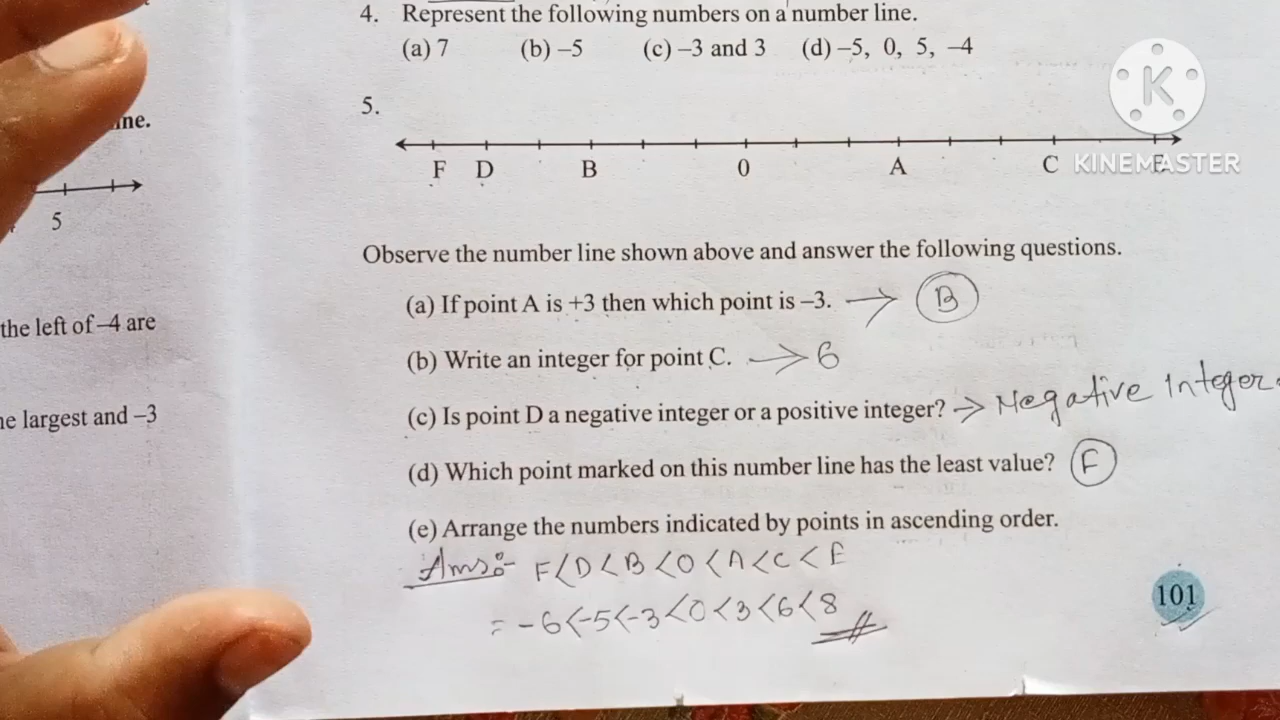 4. Represent the following numbers on a number line.
(a) 7 (b) –5 (c) –3 and 3 (d) –5, 0, 5, –4
K
KINEMASTER
5.
F D B 0 A C E
Observe the number line shown above and answer the following questions.
(a) If point A is +3 then which point is –3. → B
(b) Write an integer for point C. → 6
(c) Is point D a negative integer or a positive integer? → Negative Integer.
(d) Which point marked on this number line has the least value? F
(e) Arrange the numbers indicated by points in ascending order.
Ans:- F<D<B<0<A<C<E
= -6<-5<-3<0<3<6<8
101
5
the left of –4 are
largest and –3